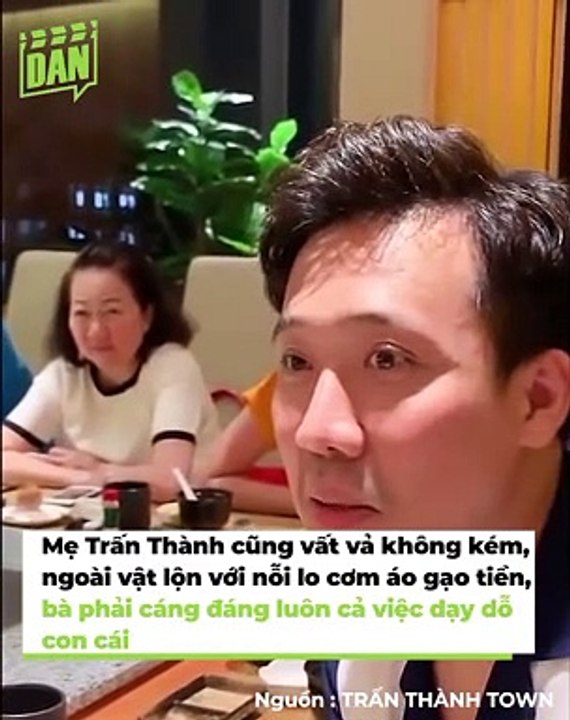 DAN
Mẹ Trấn Thành cũng vất vả không kém,
ngoài vật lộn với nỗi lo cơm áo gạo tiền,
bà phải cáng đáng luôn cả việc dạy dỗ
con cái
Nguồn : TRẤN THÀNH TOWN